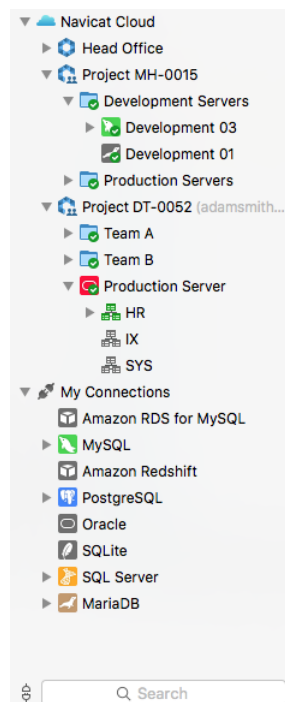 Navicat Cloud
Head Office
Project MH-0015
Development Servers
Development 03
Development 01
Production Servers
Project DT-0052 (adamsmith...
Team A
Team B
Production Server
HR
IX
SYS
My Connections
Amazon RDS for MySQL
MySQL
Amazon Redshift
PostgreSQL
Oracle
SQLite
SQL Server
MariaDB
Search